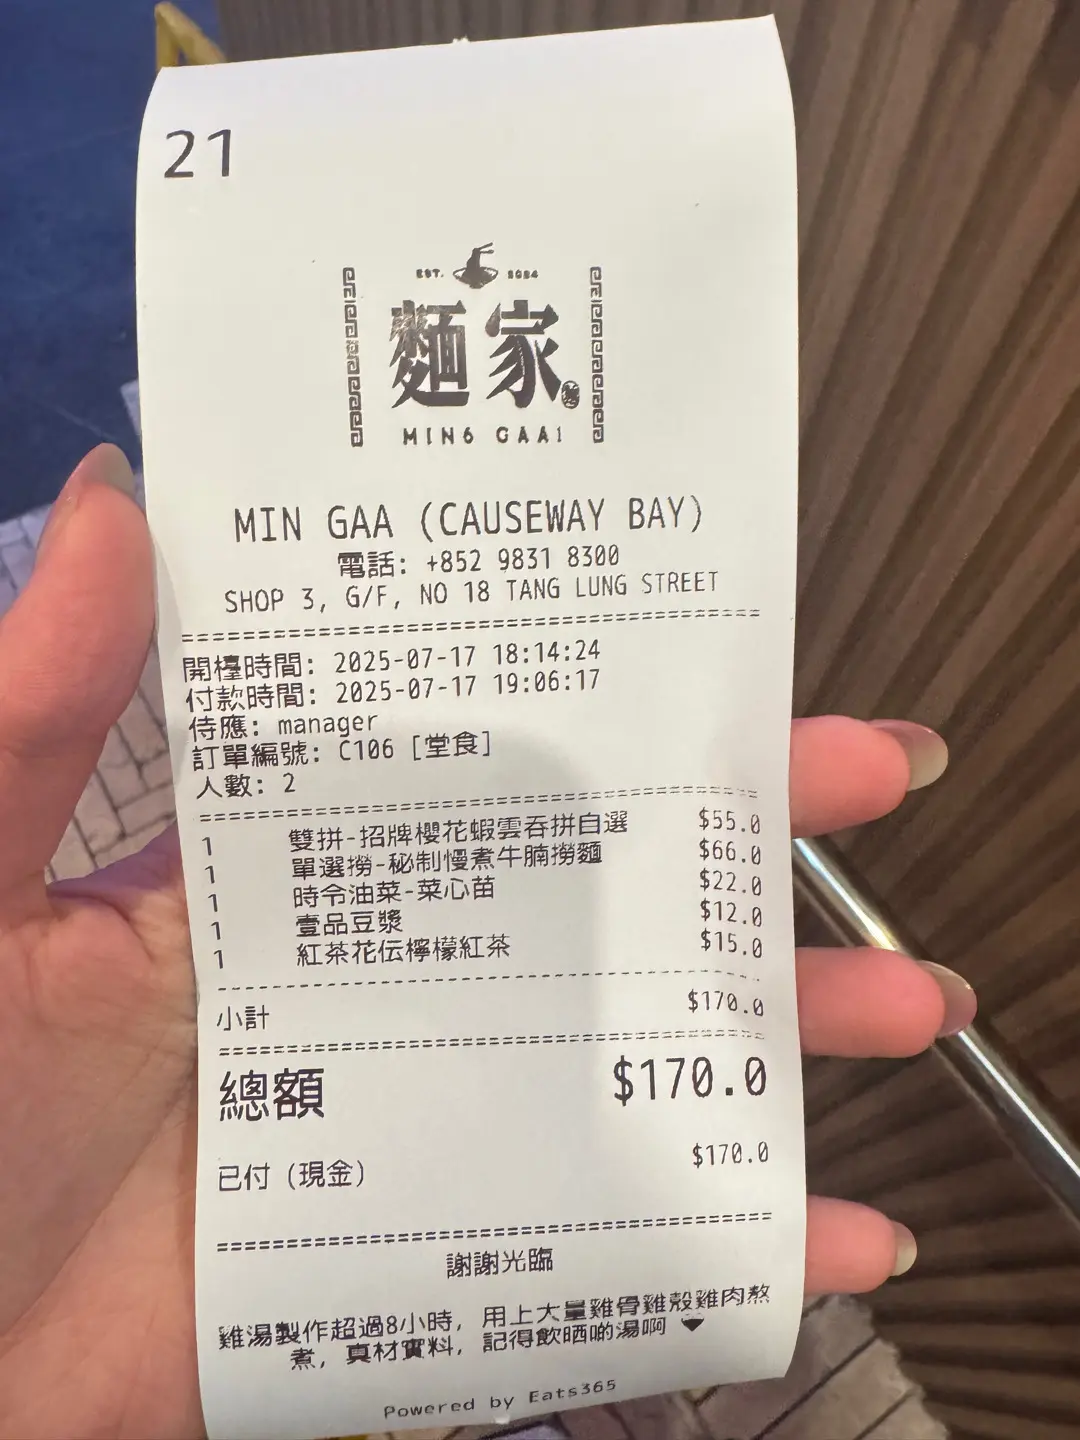 21
EST. 2024
麵家
MING GAAI
MIN GAA (CAUSEWAY BAY)
電話: +852 9831 8300
SHOP 3, G/F, NO 18 TANG LUNG STREET
開檯時間: 2025-07-17 18:14:24
付款時間: 2025-07-17 19:06:17
侍應: manager
訂單編號: C106 [堂食]
人數: 2
1 雙拼-招牌櫻花蝦雲吞拼自選 $55.0
1 單選撈-秘制慢煮牛腩撈麵 $66.0
1 時令油菜-菜心苗 $22.0
1 壹品豆漿 $12.0
1 紅茶花伝檸檬紅茶 $15.0
小計 $170.0
總額 $170.0
已付 (現金) $170.0
謝謝光臨
雞湯製作超過8小時, 用上大量雞骨雞殼雞肉熬
煮, 真材實料, 記得飲晒啲湯啊
Powered by Eats365